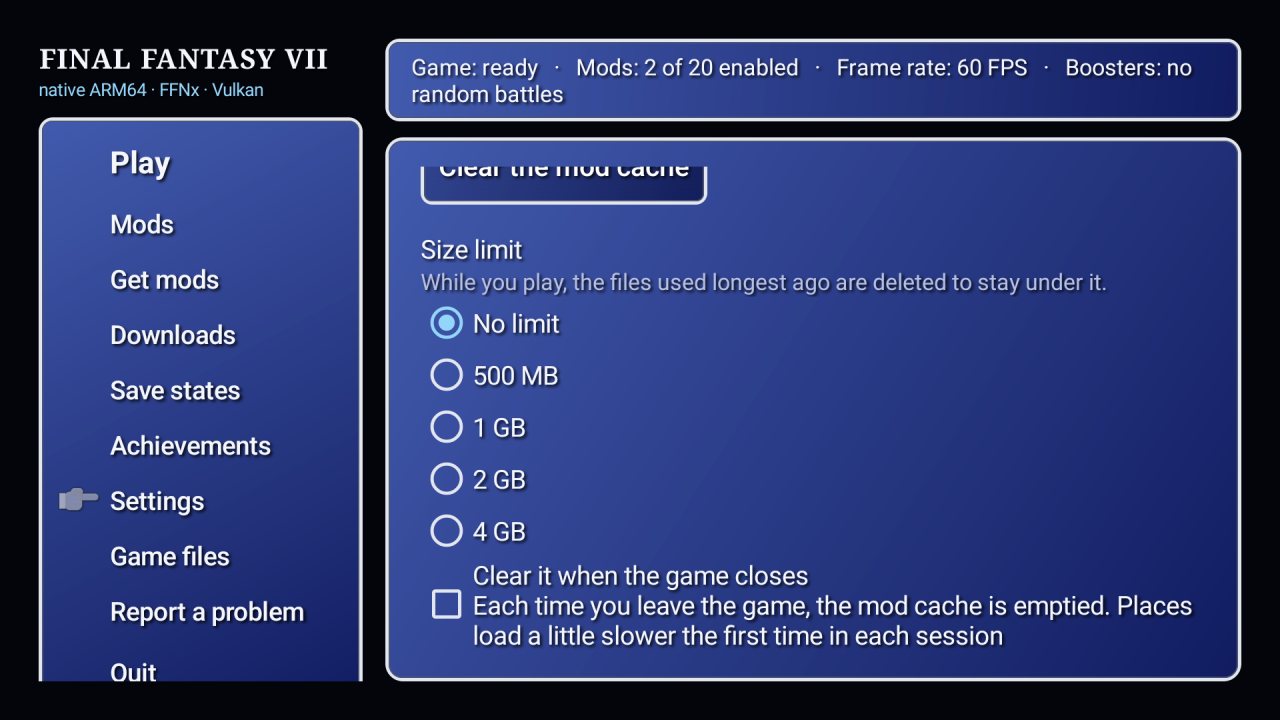 FINAL FANTASY VII
native ARM64 · FFNx · Vulkan
Game: ready · Mods: 2 of 20 enabled · Frame rate: 60 FPS · Boosters: no
random battles
Play
Mods
Get mods
Downloads
Save states
Achievements
Settings
Game files
Report a problem
Quit
Clear the mod cache
Size limit
While you play, the files used longest ago are deleted to stay under it.
No limit
500 MB
1 GB
2 GB
4 GB
Clear it when the game closes
Each time you leave the game, the mod cache is emptied. Places
load a little slower the first time in each session